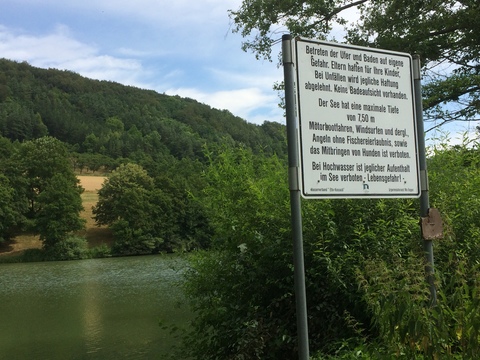 Betreten der Ufer und Baden auf eigene
Gefahr. Eltern haften für Ihre Kinder.
Bei Unfällen wird jegliche Haftung
abgelehnt. Keine Badeaufsicht vorhanden.
Der See hat eine maximale Tiefe
von 7,50 m
Motorbootfahren, Windsurfen und dergl.,
Angeln ohne Fischereierlaubnis, sowie
das Mitbringen von Hunden ist verboten.
Bei Hochwasser ist jeglicher Aufenthalt
„im See verboten - Lebensgefahr! "